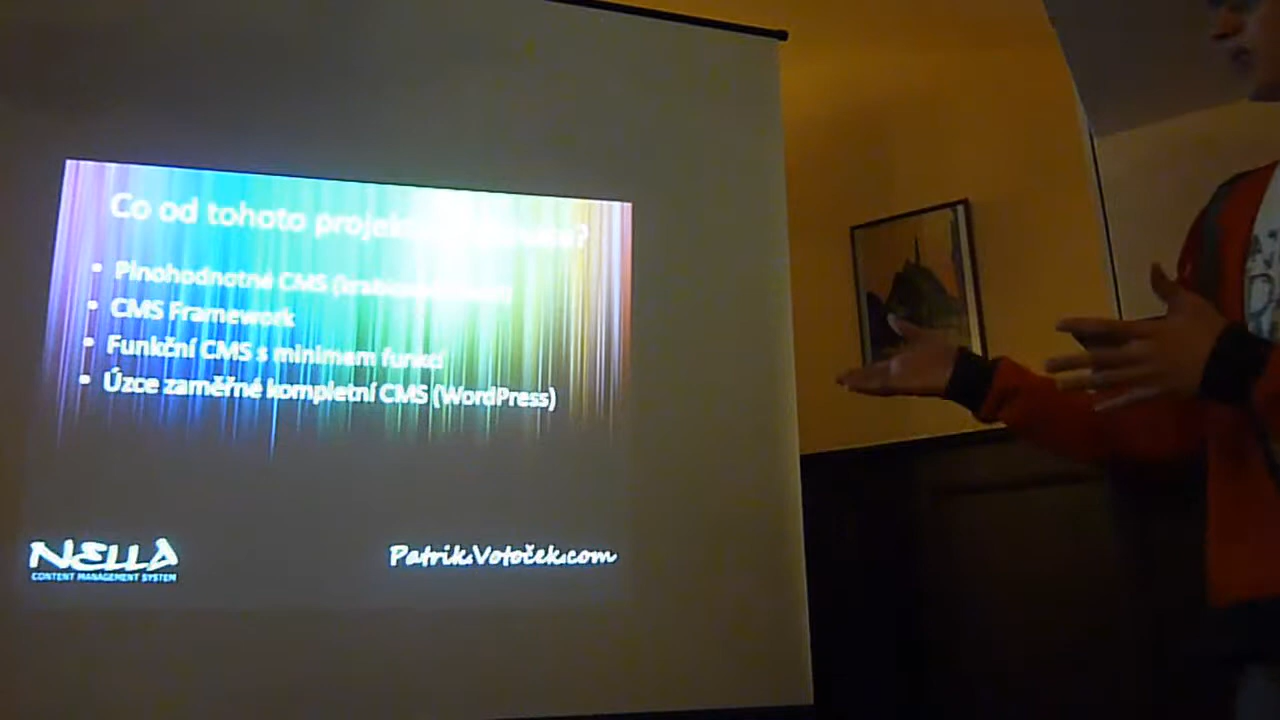 Co od tohoto projektu ?
• Plnohodnotné CMS
• CMS Framework
• Funkční CMS s minimem funkcí
• Úzce zaměřné kompletní CMS (WordPress)
NELLA
CONTENT MANAGEMENT SYSTEM
Patrik.Votoček.com